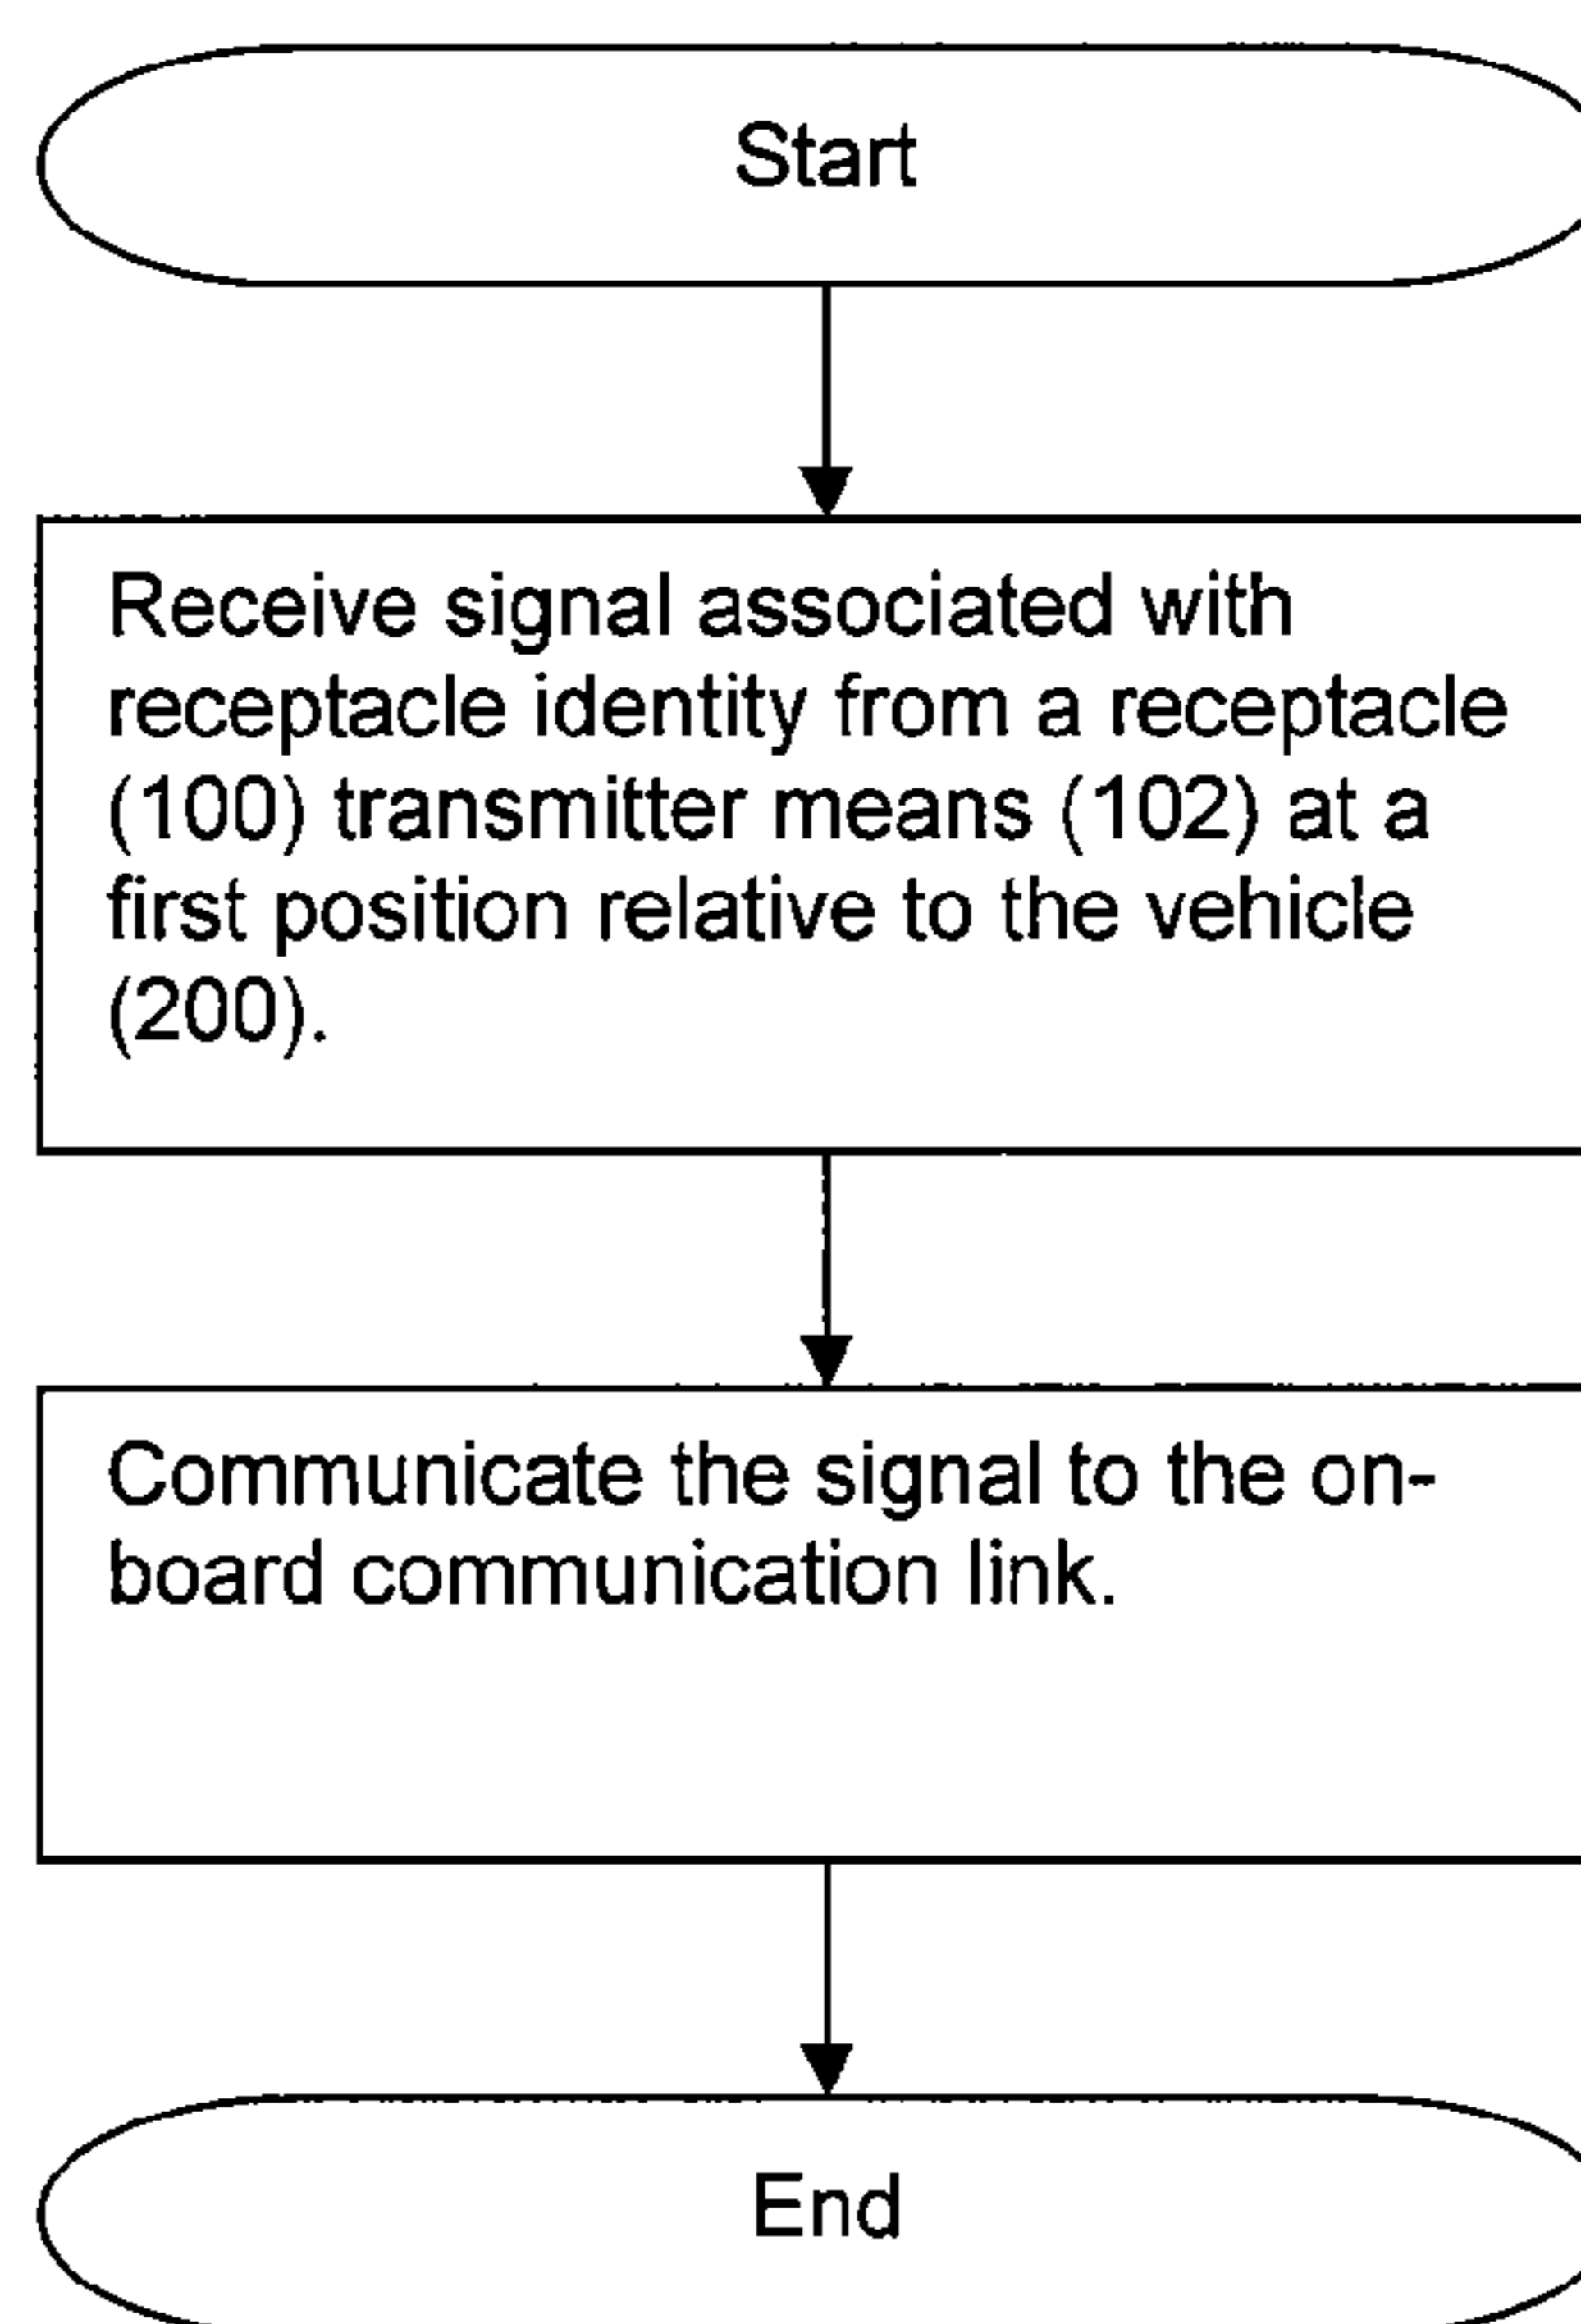 Start
Receive signal associated with
receptacle identity from a receptacle
(100) transmitter means (102) at a
first position relative to the vehicle
(200).
Communicate the signal to the on-
board communication link.
End